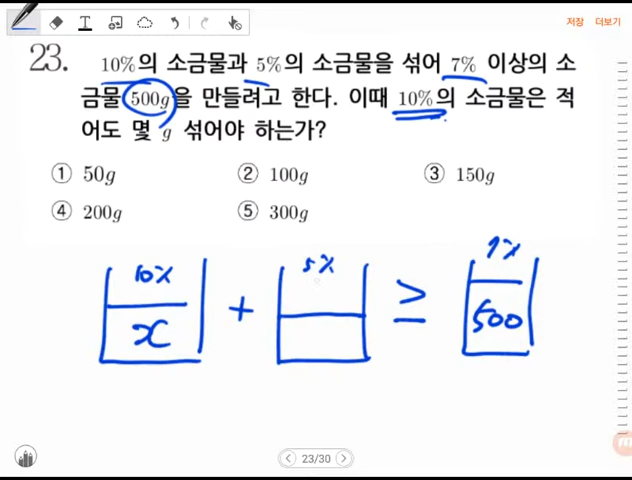 저장 더보기
23. 10%의 소금물과 5%의 소금물을 섞어 7% 이상의 소
금물 500g을 만들려고 한다. 이때 10%의 소금물은 적
어도 몇 g 섞어야 하는가?
① 50g ② 100g ③ 150g
④ 200g ⑤ 300g
10% 5% 7%
x + ≥ 500
23/30